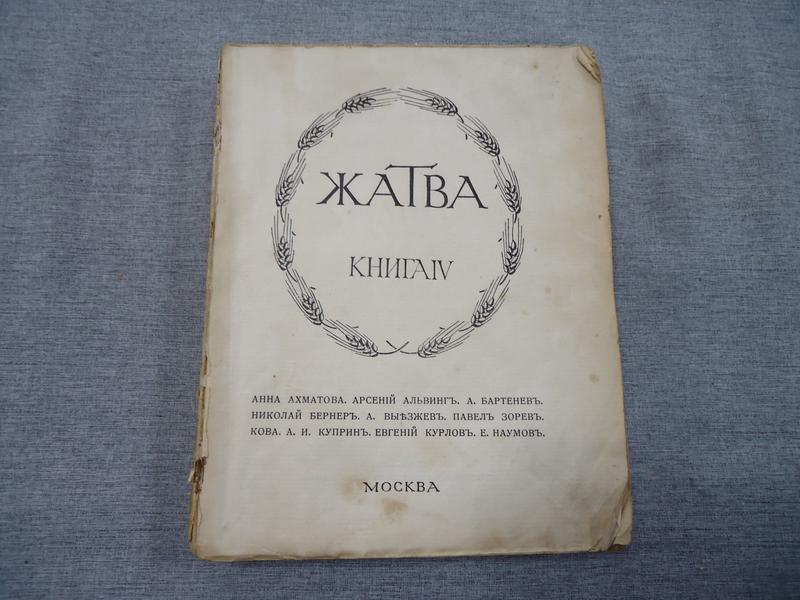 ЖАТВА
КНИГА IV
АННА АХМАТОВА. АРСЕНІЙ АЛЬВИНГЪ. А. БАРТЕНЕВЪ.
НИКОЛАЙ БЕРНЕРЪ. А. ВЫѢЗЖЕВЪ. ПАВЕЛЪ ЗОРЕВЪ.
КОВА. А. И. КУПРИНЪ. ЕВГЕНІЙ КУРЛОВЪ. Е. НАУМОВЪ.
МОСКВА